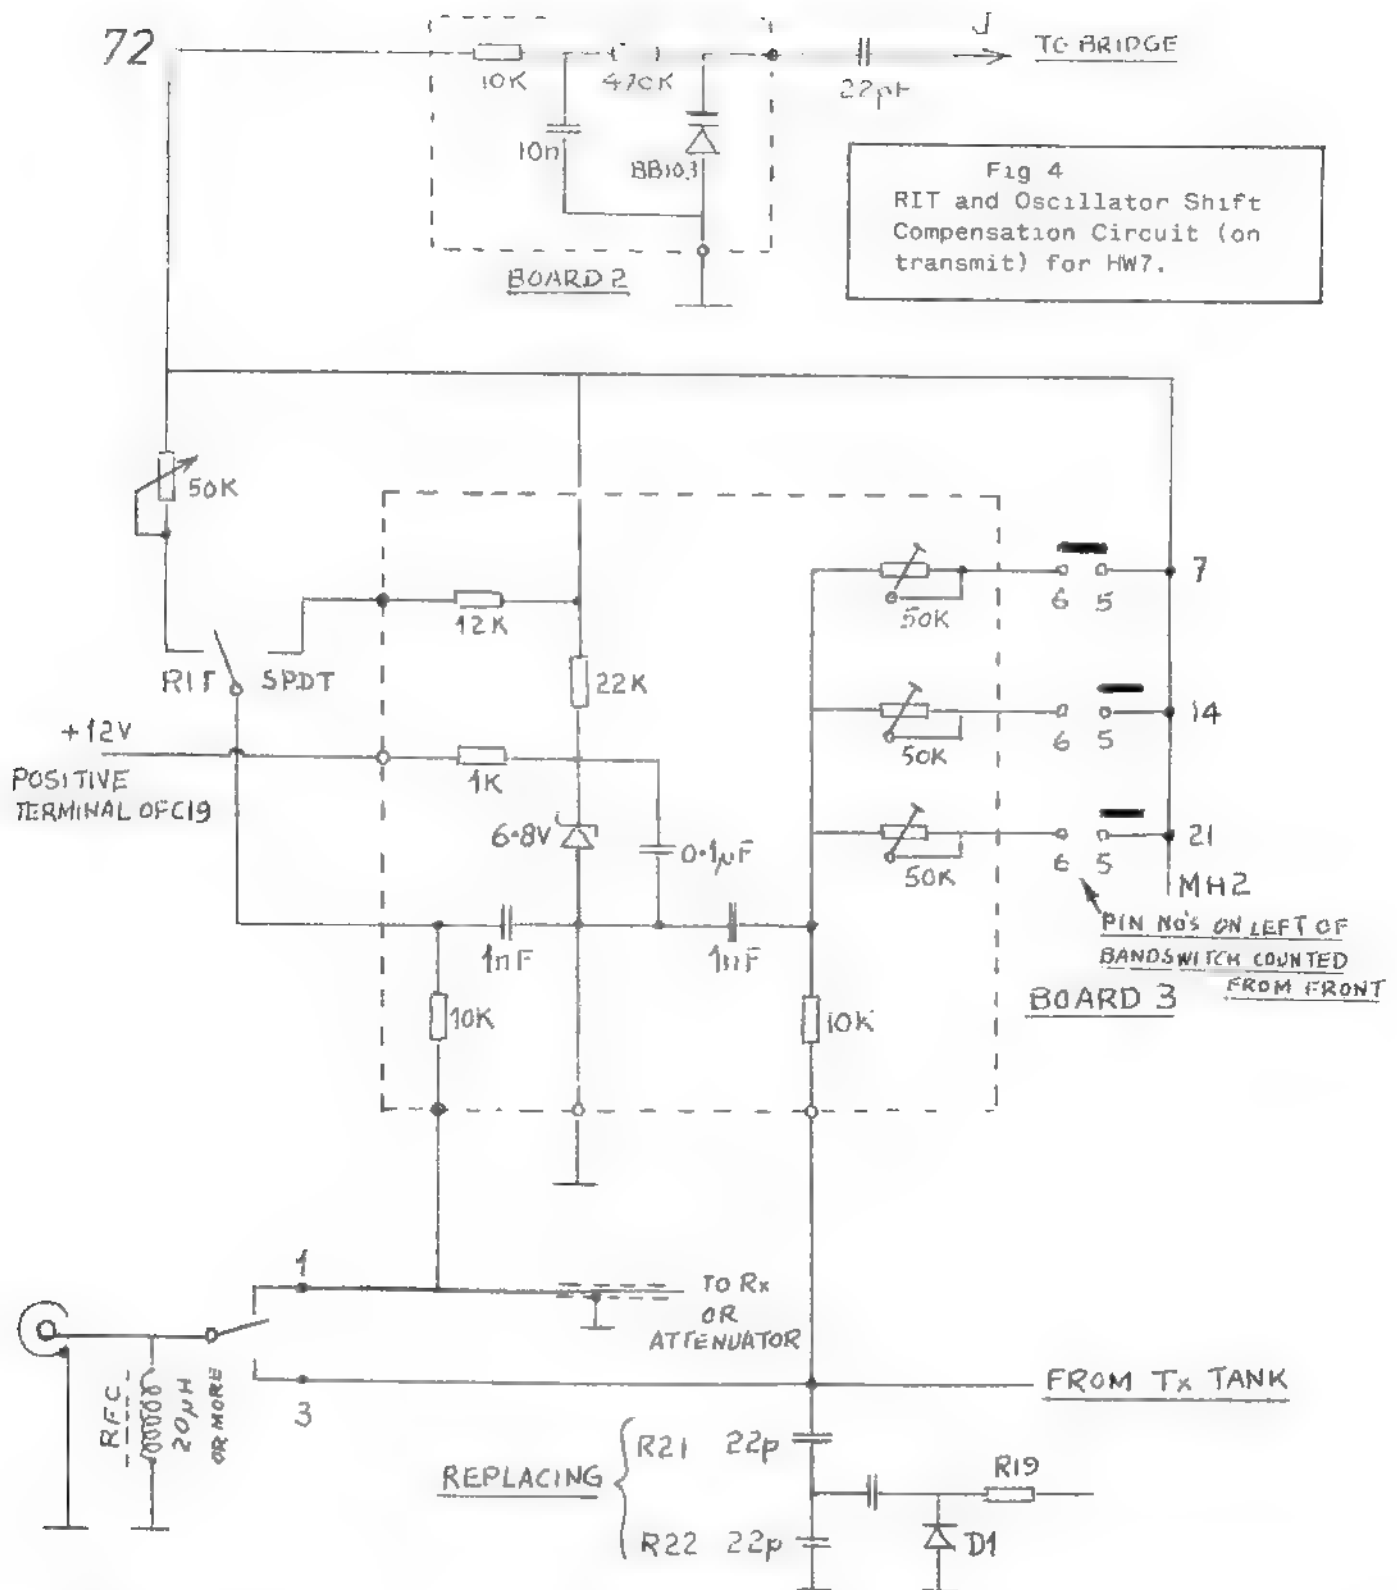 72
10K
470K
J
TO BRIDGE
22pF
10n
BB103
BOARD 2
Fig 4
RIT and Oscillator Shift
Compensation Circuit (on
transmit) for HW7.
50K
12K
22K
RIT
SPDT
+12V
POSITIVE
TERMINAL OF C19
1K
6.8V
0.1µF
1nF
1nF
10K
10K
50K
6 5
7
50K
6 5
14
50K
6 5
21
MH2
PIN NO'S ON LEFT OF
BANDSWITCH COUNTED
FROM FRONT
BOARD 3
1
TO Rx
OR
ATTENUATOR
3
FROM Tx TANK
RFC
20µH
OR MORE
REPLACING
R21 22p
R22 22p
R19
D1